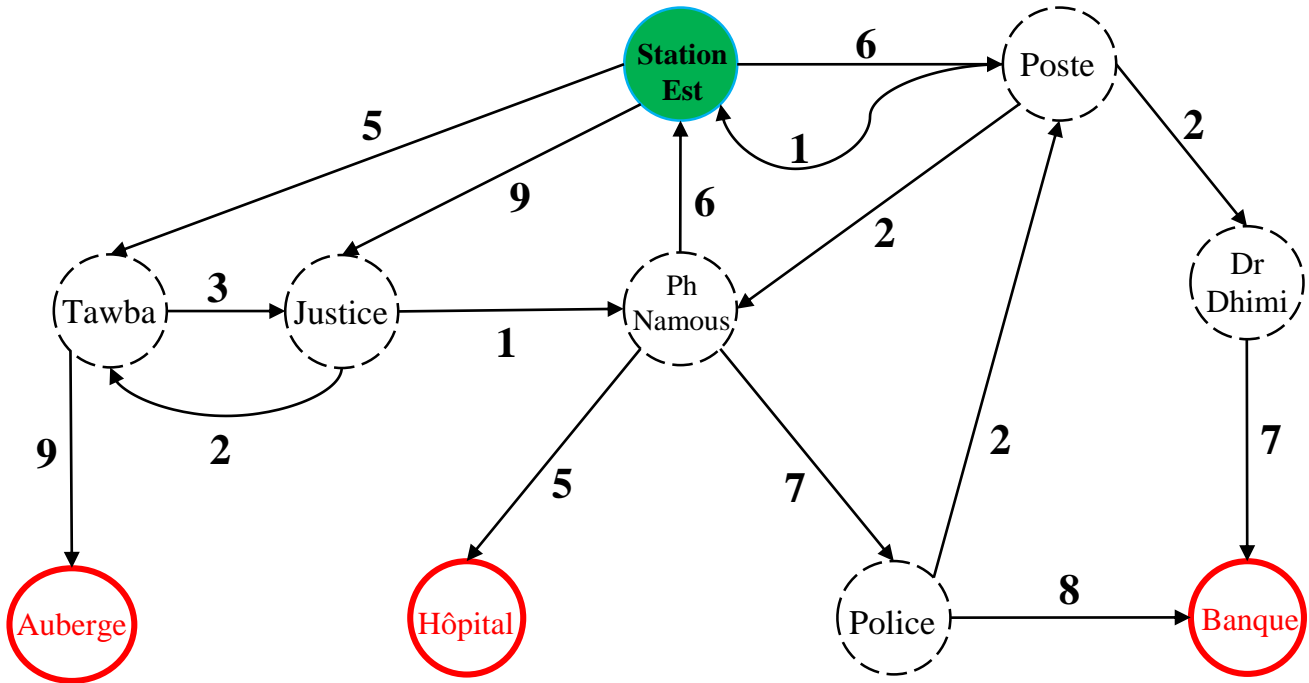 Station
Est
6
Poste
5
1
2
9
6
2
Dr
Dhimi
Tawba
3
Justice
1
Ph
Namous
9
2
5
7
2
7
Auberge
Hôpital
Police
8
Banque